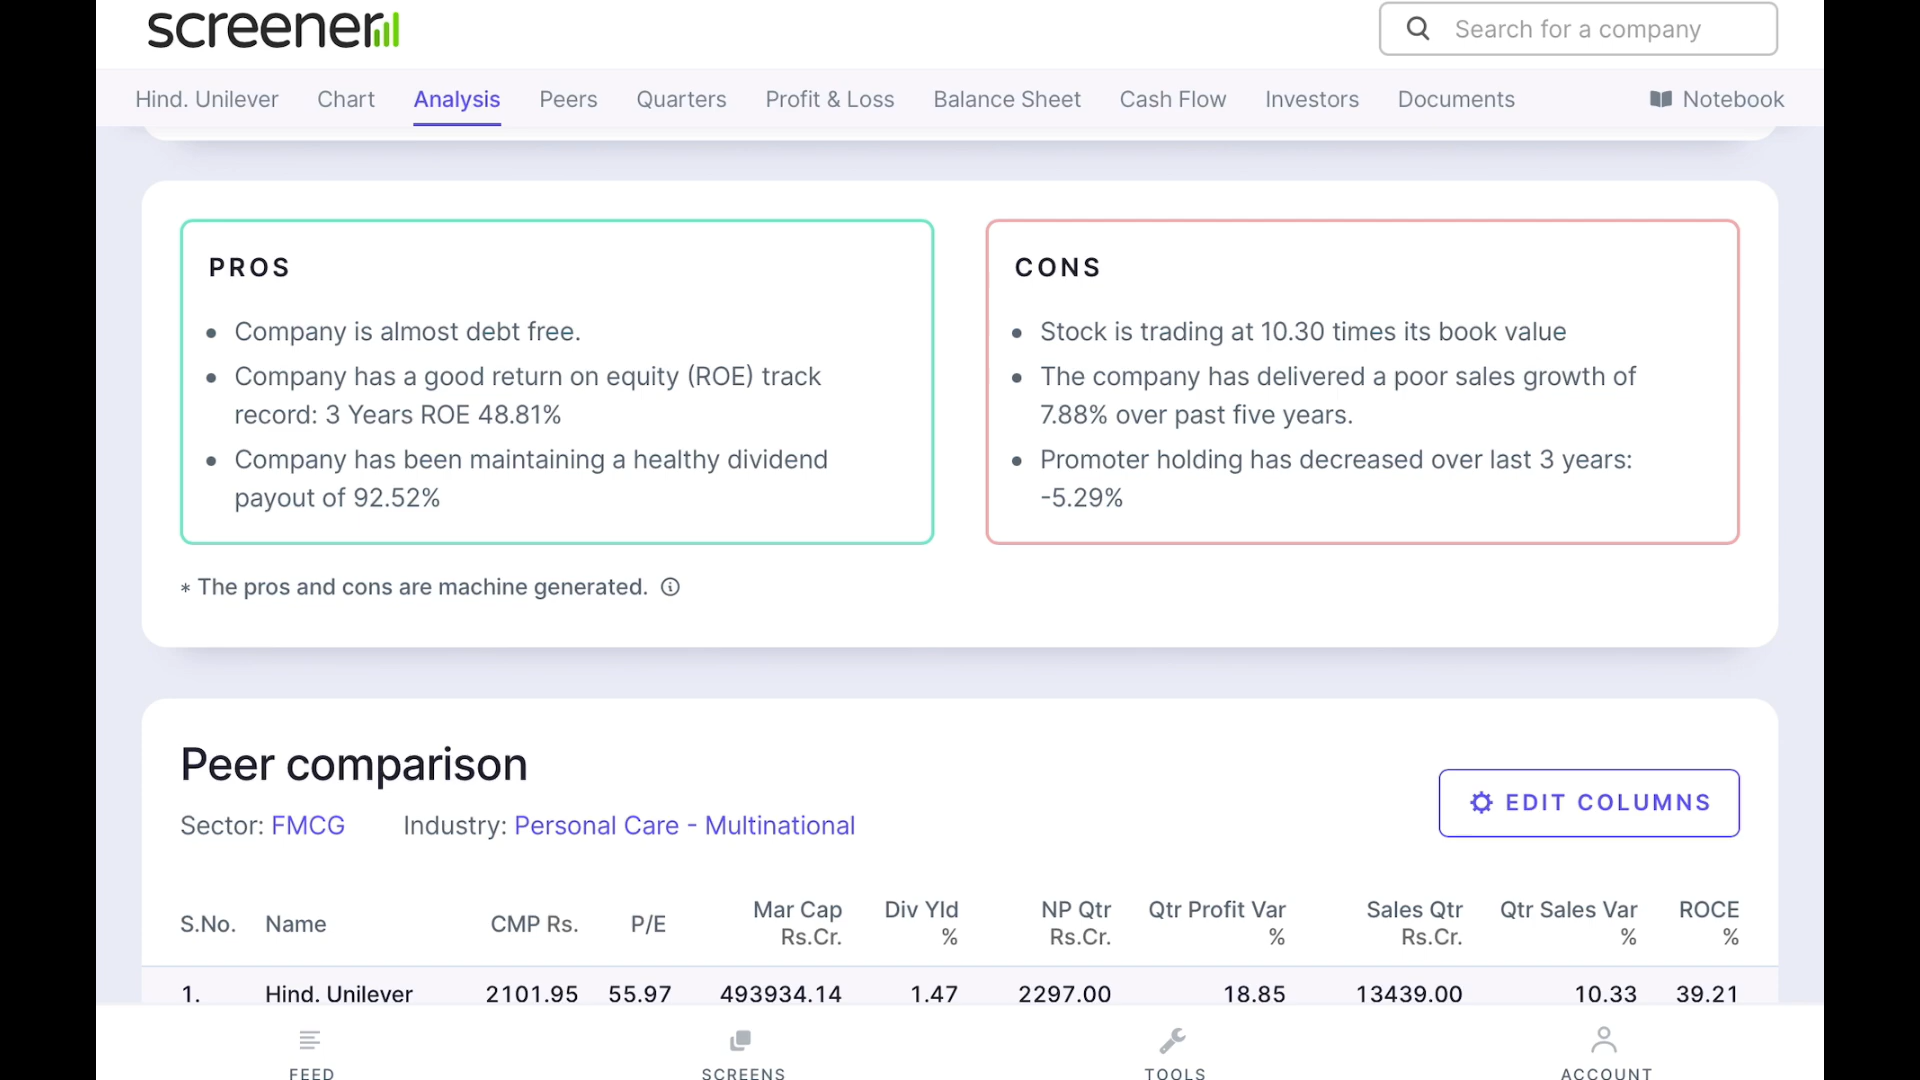 screener
Search for a company
Hind. Unilever Chart Analysis Peers Quarters Profit & Loss Balance Sheet Cash Flow Investors Documents Notebook
PROS
• Company is almost debt free.
• Company has a good return on equity (ROE) track
record: 3 Years ROE 48.81%
• Company has been maintaining a healthy dividend
payout of 92.52%
CONS
• Stock is trading at 10.30 times its book value
• The company has delivered a poor sales growth of
7.88% over past five years.
• Promoter holding has decreased over last 3 years:
-5.29%
* The pros and cons are machine generated.
Peer comparison
Sector: FMCG Industry: Personal Care - Multinational
EDIT COLUMNS
S.No. Name CMP Rs. P/E Mar Cap Rs.Cr. Div Yld % NP Qtr Rs.Cr. Qtr Profit Var % Sales Qtr Rs.Cr. Qtr Sales Var % ROCE %
1. Hind. Unilever 2101.95 55.97 493934.14 1.47 2297.00 18.85 13439.00 10.33 39.21
FEED SCREENS TOOLS ACCOUNT